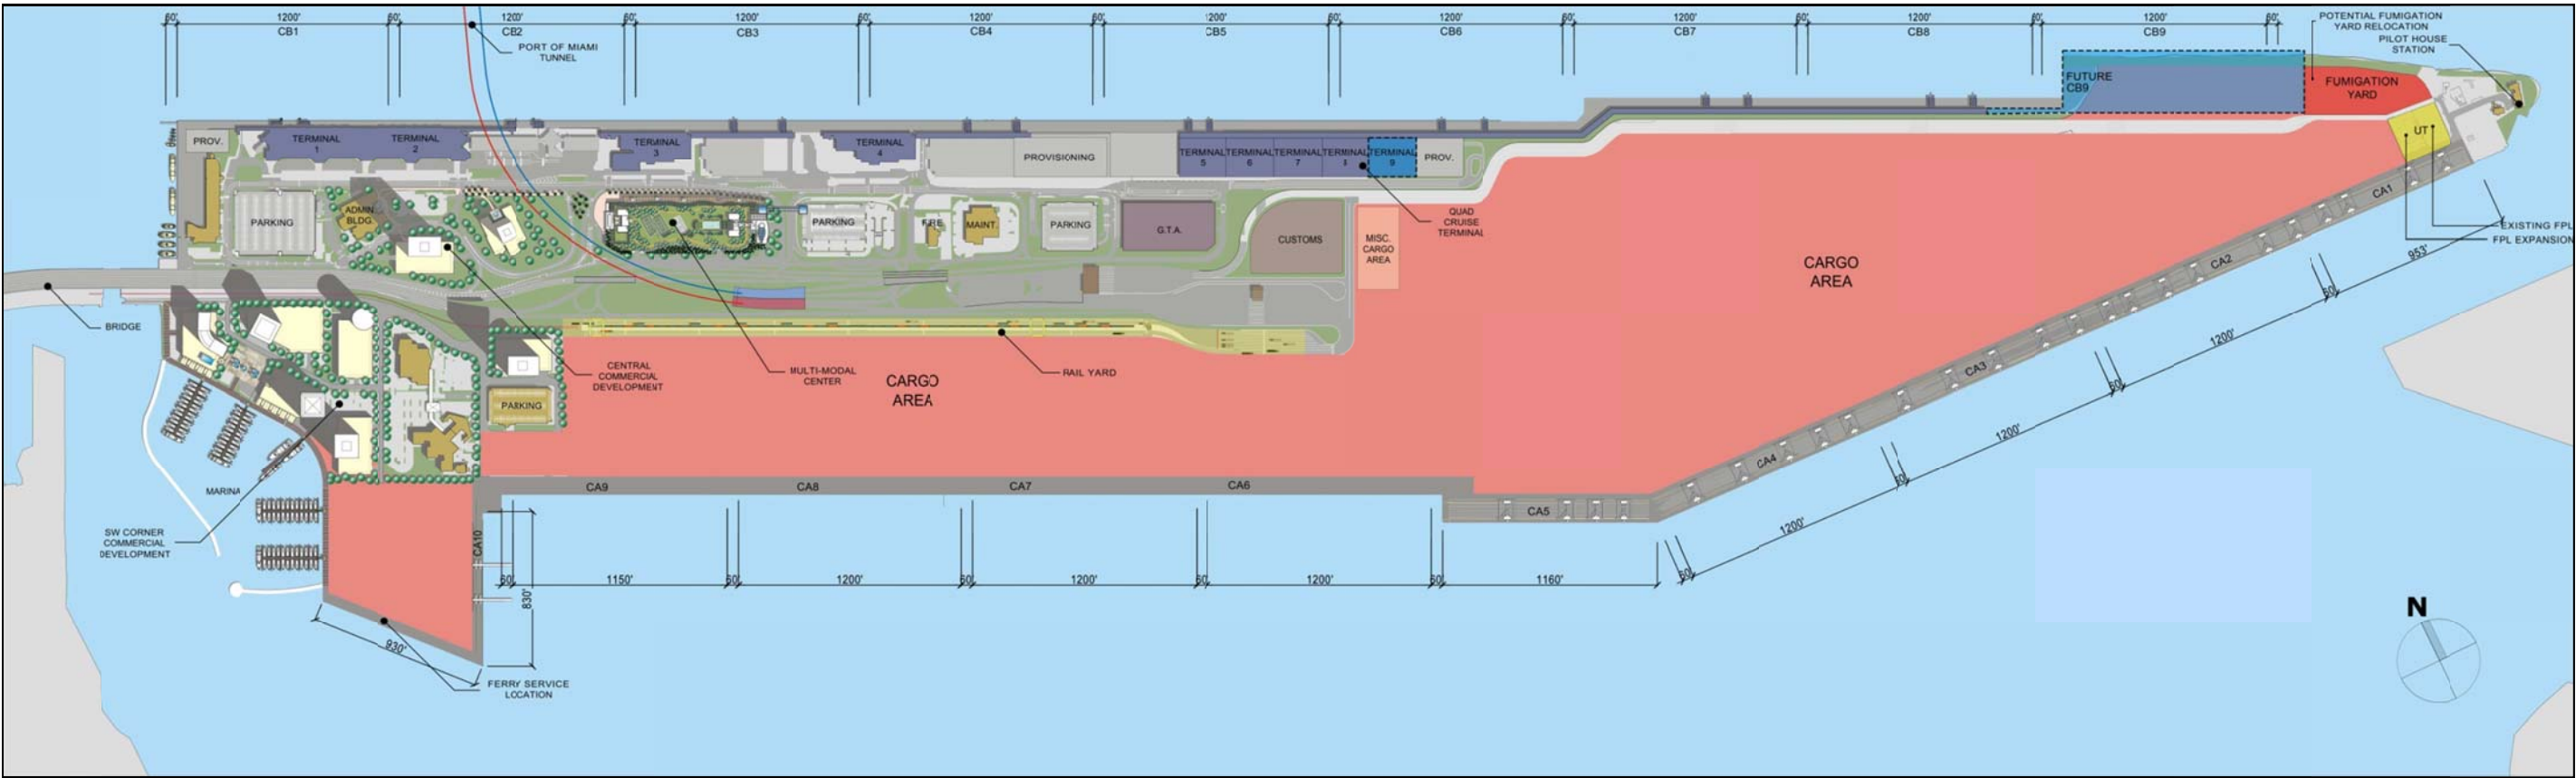 60' 1200' 60' 1200' 60' 1200' 60' 1200' 60' 1200' 60' 1200' 60' 1200' 60' 1200' 60' 1200' 60'
CB1 CB2 CB3 CB4 CB5 CB6 CB7 CB8 CB9
PORT OF MIAMI
TUNNEL
POTENTIAL FUMIGATION
YARD RELOCATION
PILOT HOUSE
STATION
FUTURE
CB9
FUMIGATION
YARD
UT
PROV.
TERMINAL
1
TERMINAL
2
TERMINAL
3
TERMINAL
4
PROVISIONING
TERMINAL
5
TERMINAL
6
TERMINAL
7
TERMINAL
8
TERMINAL
9
PROV.
PARKING
ADMIN.
BLDG.
PARKING
FIRE
MAINT.
PARKING
G.T.A.
CUSTOMS
MISC.
CARGO
AREA
QUAD
CRUISE
TERMINAL
CARGO
AREA
CA1
EXISTING FPL
FPL EXPANSION
953'
CA2
60'
1200'
CA3
60'
1200'
CA4
60'
1200'
60'
BRIDGE
CENTRAL
COMMERCIAL
DEVELOPMENT
MULTI-MODAL
CENTER
RAIL YARD
CARGO
AREA
PARKING
MARINA
SW CORNER
COMMERCIAL
DEVELOPMENT
CA9 CA8 CA7 CA6
CA5
CA10
60' 1150' 60' 1200' 60' 1200' 60' 1200' 60' 1160'
830'
930'
FERRY SERVICE
LOCATION
N